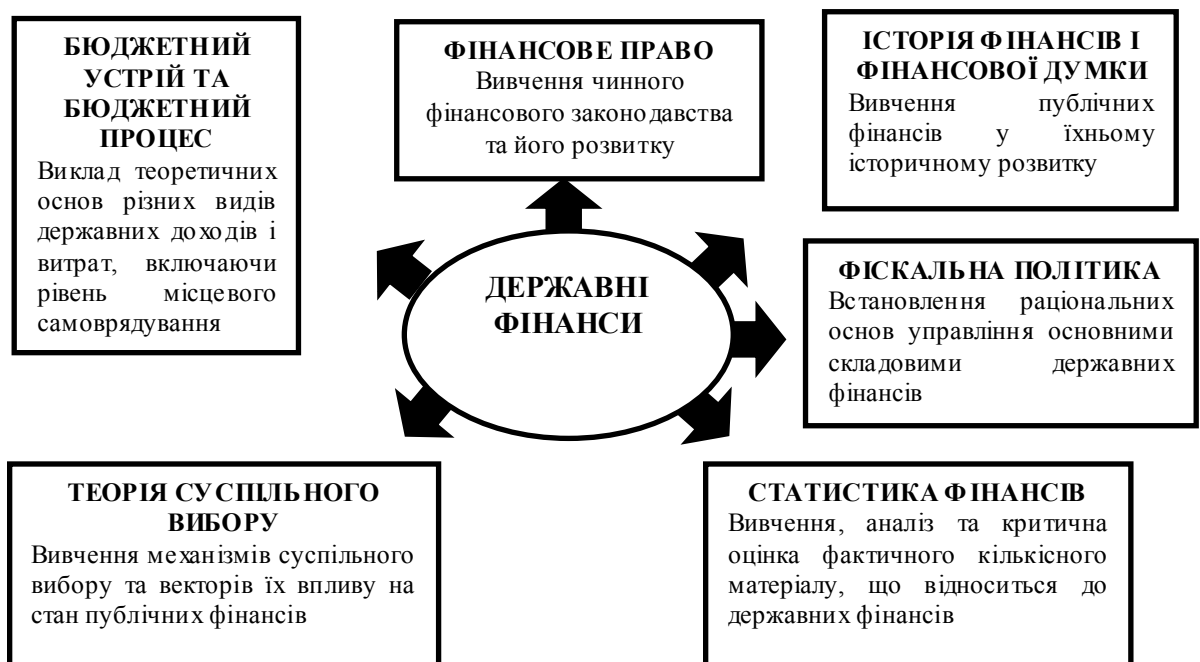 БЮДЖЕТНИЙ
УСТРІЙ ТА
БЮДЖЕТНИЙ
ПРОЦЕС
Виклад теоретичних
основ різних видів
державних доходів і
витрат, включаючи
рівень місцевого
самоврядування
ФІНАНСОВЕ ПРАВО
Вивчення чинного
фінансового законодавства
та його розвитку
ІСТОРІЯ ФІНАНСІВ І
ФІНАНСОВОЇ ДУМКИ
Вивчення публічних
фінансів у їхньому
історичному розвитку
ДЕРЖАВНІ
ФІНАНСИ
ФІСКАЛЬНА ПОЛІТИКА
Встановлення раціональних
основ управління основними
складовими державних
фінансів
ТЕОРІЯ СУСПІЛЬНОГО
ВИБОРУ
Вивчення механізмів суспільного
вибору та векторів їх впливу на
стан публічних фінансів
СТАТИСТИКА ФІНАНСІВ
Вивчення, аналіз та критична
оцінка фактичного кількісного
матеріалу, що відноситься до
державних фінансів